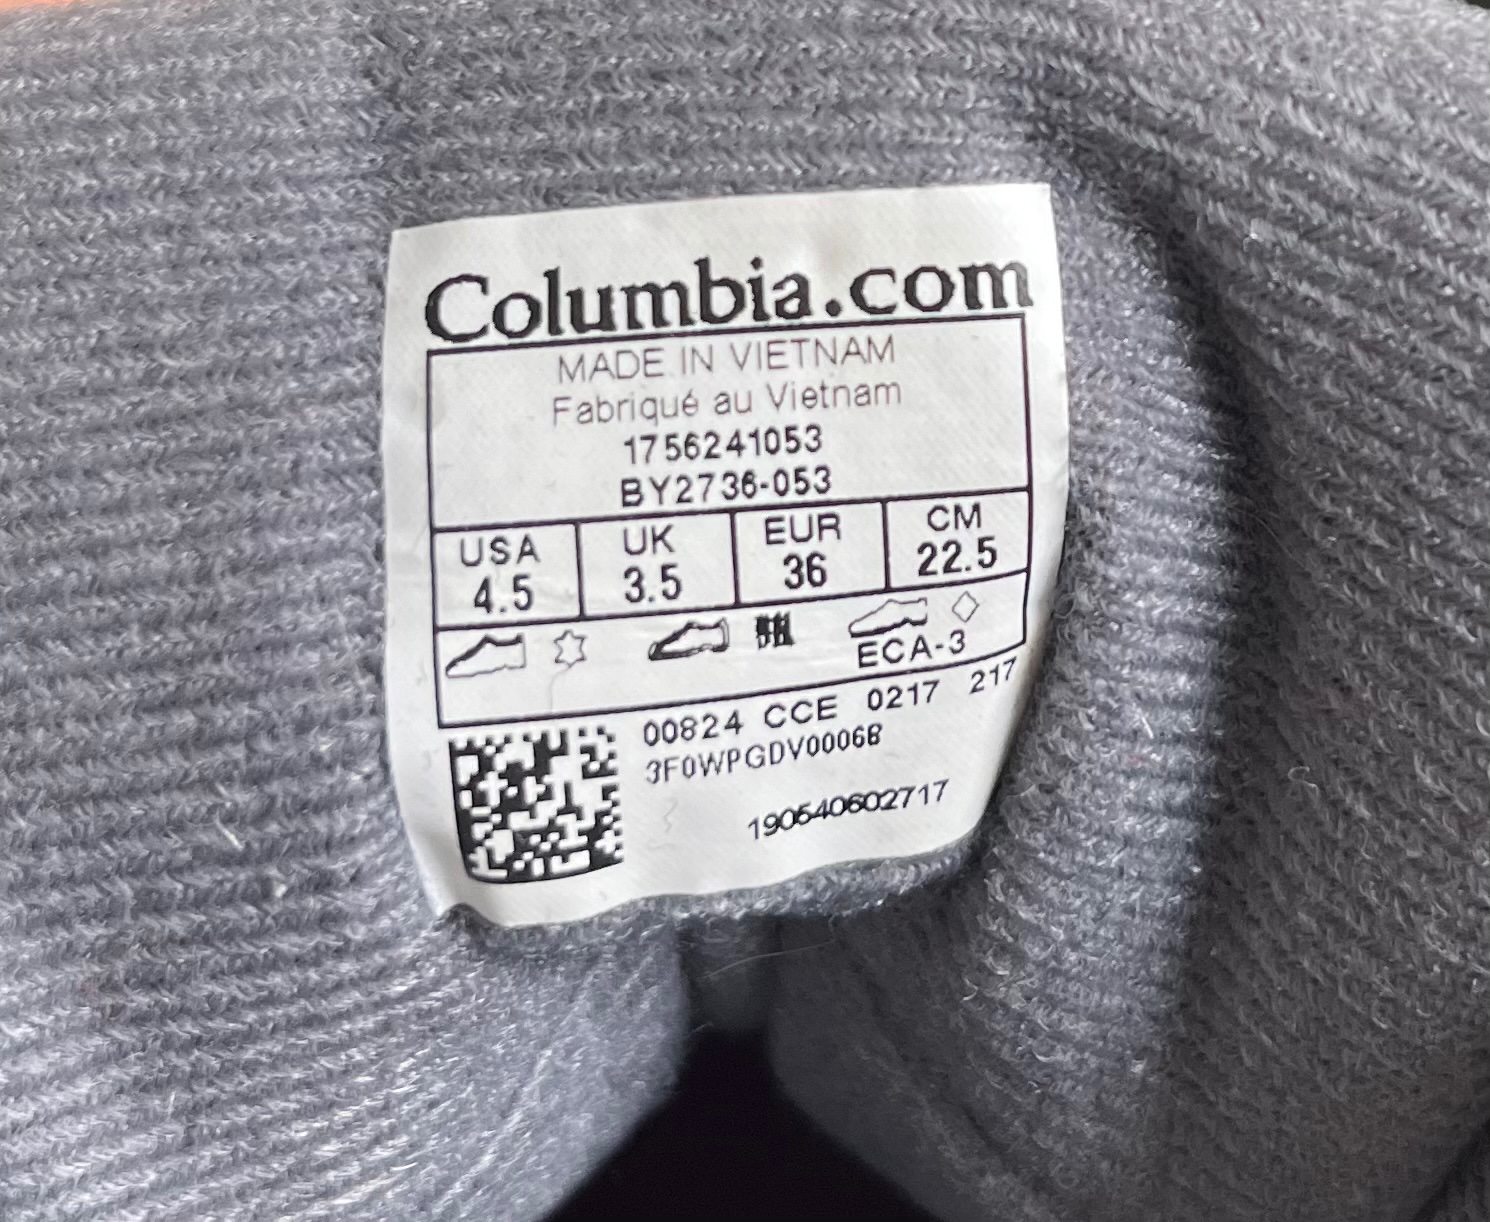 Columbia.com
MADE IN VIETNAM
Fabriqué au Vietnam
1756241053
BY2736-053
USA UK EUR CM
4.5 3.5 36 22.5
ECA-3
00824 CCE 0217 217
3F0WPGDV0006B
190540602717